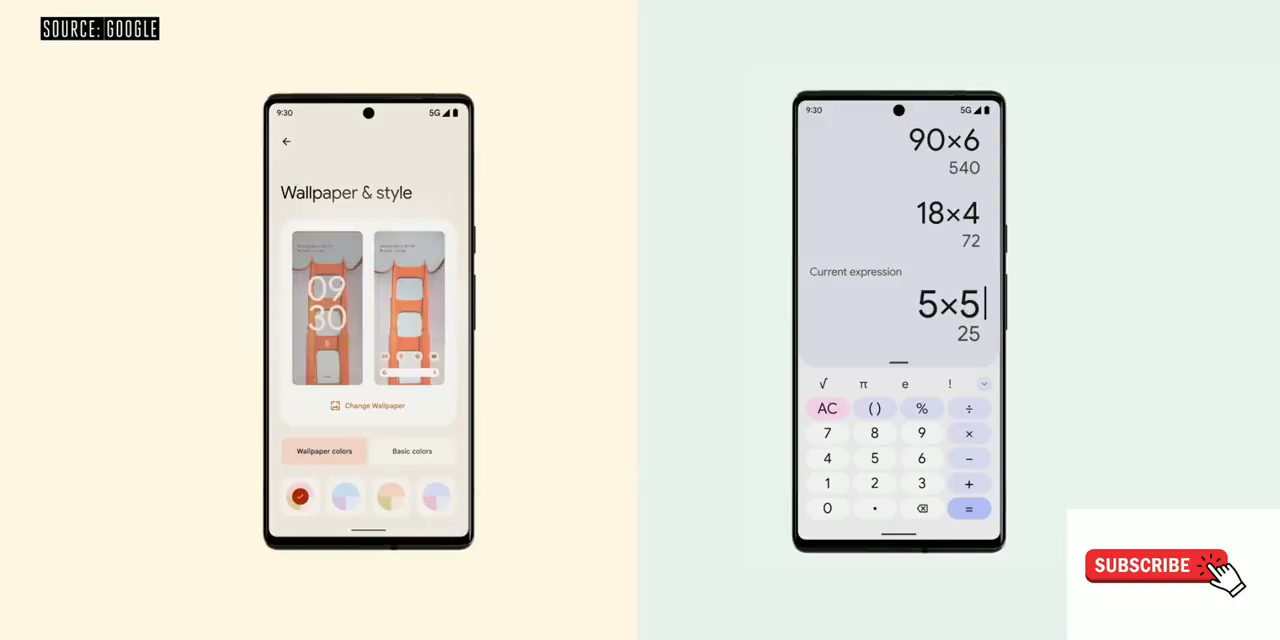 SOURCE: GOOGLE
9:30
5G
Wallpaper & style
09
30
G
Change Wallpaper
Wallpaper colors
Basic colors
9:30
5G
90×6
540
18×4
72
Current expression
5×5
25
√ π e !
AC ( ) % ÷
7 8 9 ×
4 5 6 −
1 2 3 +
0 . =
SUBSCRIBE